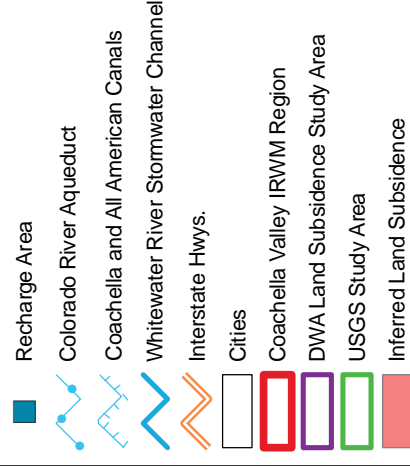 Recharge Area
Colorado River Aqueduct
Coachella and All American Canals
Whitewater River Stormwater Channel
Interstate Hwys.
Cities
Coachella Valley IRWM Region
DWA Land Subsidence Study Area
USGS Study Area
Inferred Land Subsidence